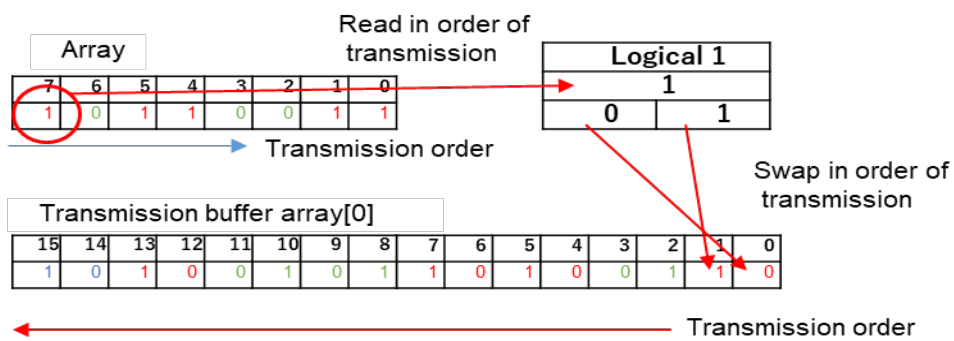 Read in order of
transmission
Array
Logical 1
7 6 5 4 3 2 1 0
1
1 0 1 1 0 0 1 1
0 1
Transmission order
Swap in order of
transmission
Transmission buffer array[0]
15 14 13 12 11 10 9 8 7 6 5 4 3 2 1 0
1 0 1 0 0 1 0 1 1 0 1 0 0 1 1 0
Transmission order